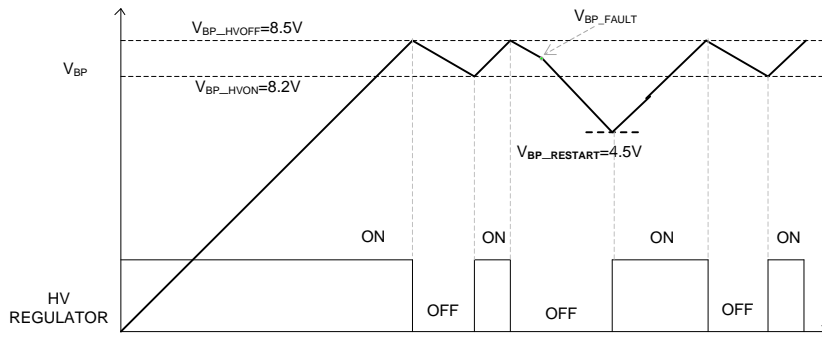 V_BP_FAULT
V_BP_HVOFF=8.5V
V_BP
V_BP_HVON=8.2V
V_BP_RESTART=4.5V
ON
ON
ON
ON
HV
REGULATOR
OFF
OFF
OFF